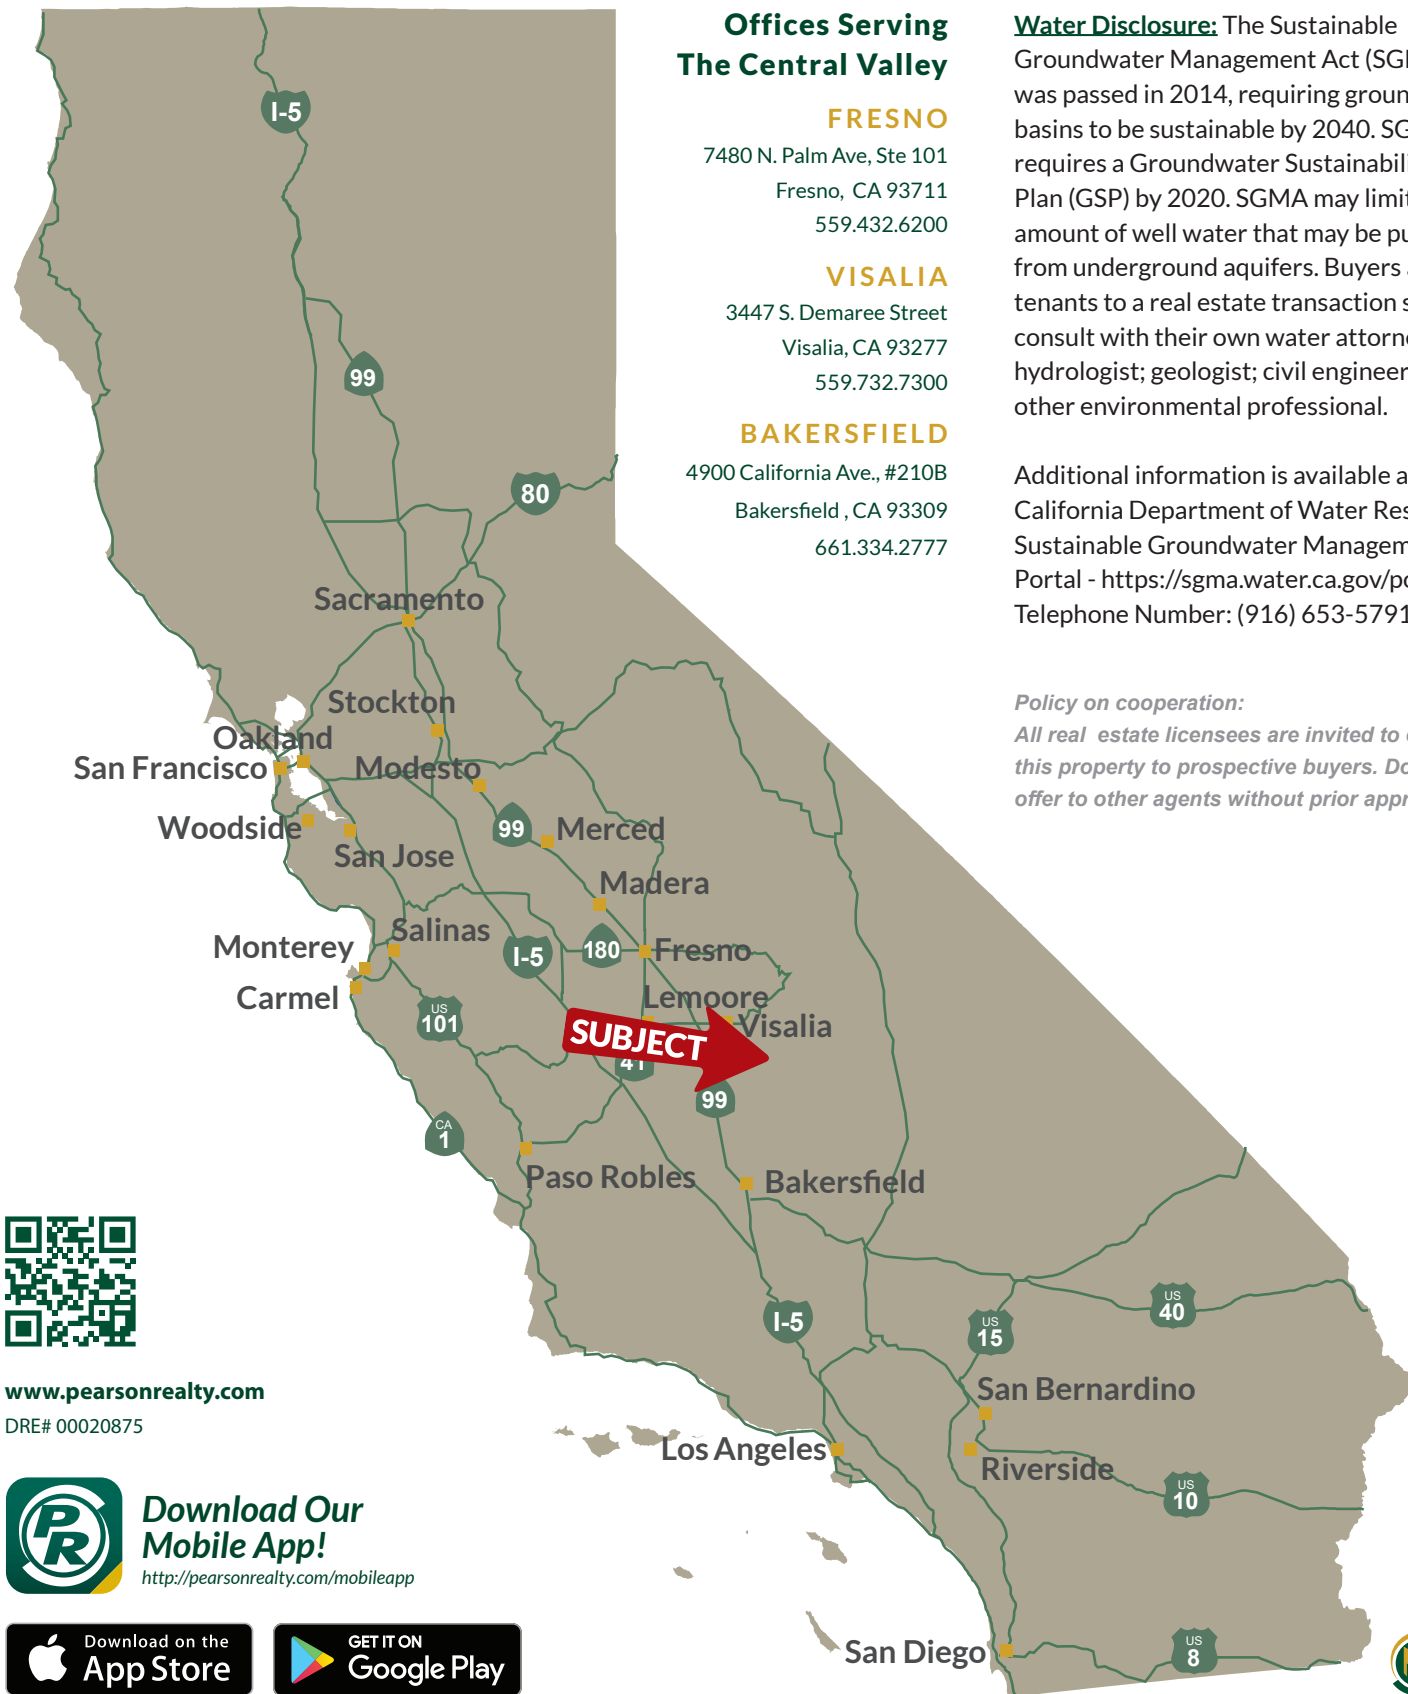 Offices Serving
The Central Valley
FRESNO
7480 N. Palm Ave, Ste 101
Fresno, CA 93711
559.432.6200
VISALIA
3447 S. Demaree Street
Visalia, CA 93277
559.732.7300
BAKERSFIELD
4900 California Ave., #210B
Bakersfield , CA 93309
661.334.2777
Water Disclosure: The Sustainable
Groundwater Management Act
was passed in 2014, requiring
basins to be sustainable by 2040.
requires a Groundwater
Plan (GSP) by 2020. SGMA may
amount of well water that may be
from underground aquifers. Buyers
tenants to a real estate transaction
consult with their own water
hydrologist; geologist; civil engineer
other environmental professional.
Additional information is available
California Department of Water
Sustainable Groundwater
Portal - https://sgma.water.ca.gov/
Telephone Number: (916) 653-5791
Policy on cooperation:
All real estate licensees are invited to
this property to prospective buyers.
offer to other agents without prior
I-5
99
80
Sacramento
Stockton
Oakland
San Francisco
Modesto
Woodside
San Jose
99
Merced
Madera
Salinas
Monterey
I-5
180
Fresno
Carmel
US
101
Lemoore
Visalia
SUBJECT
41
99
CA
1
Paso Robles
Bakersfield
I-5
US
15
US
40
San Bernardino
Los Angeles
Riverside
US
10
San Diego
US
8
www.pearsonrealty.com
DRE# 00020875
PR
Download Our
Mobile App!
http://pearsonrealty.com/mobileapp
Download on the
App Store
GET IT ON
Google Play